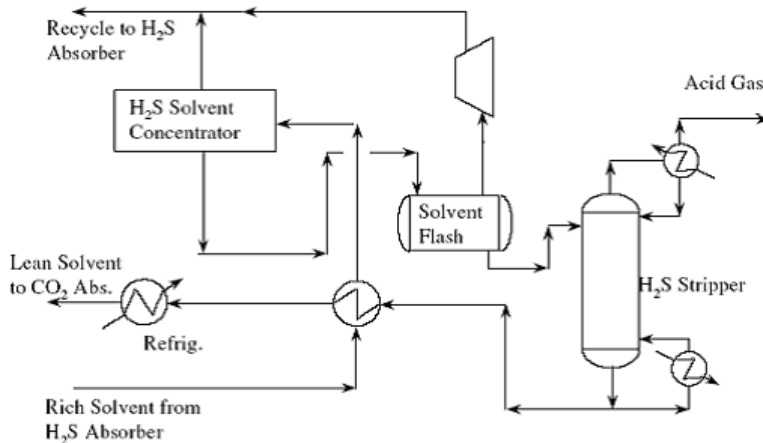 Recycle to H₂S
Absorber
Acid Gas
H₂S Solvent
Concentrator
Solvent
Flash
Lean Solvent
to CO₂ Abs.
H₂S Stripper
Refrig.
Rich Solvent from
H₂S Absorber